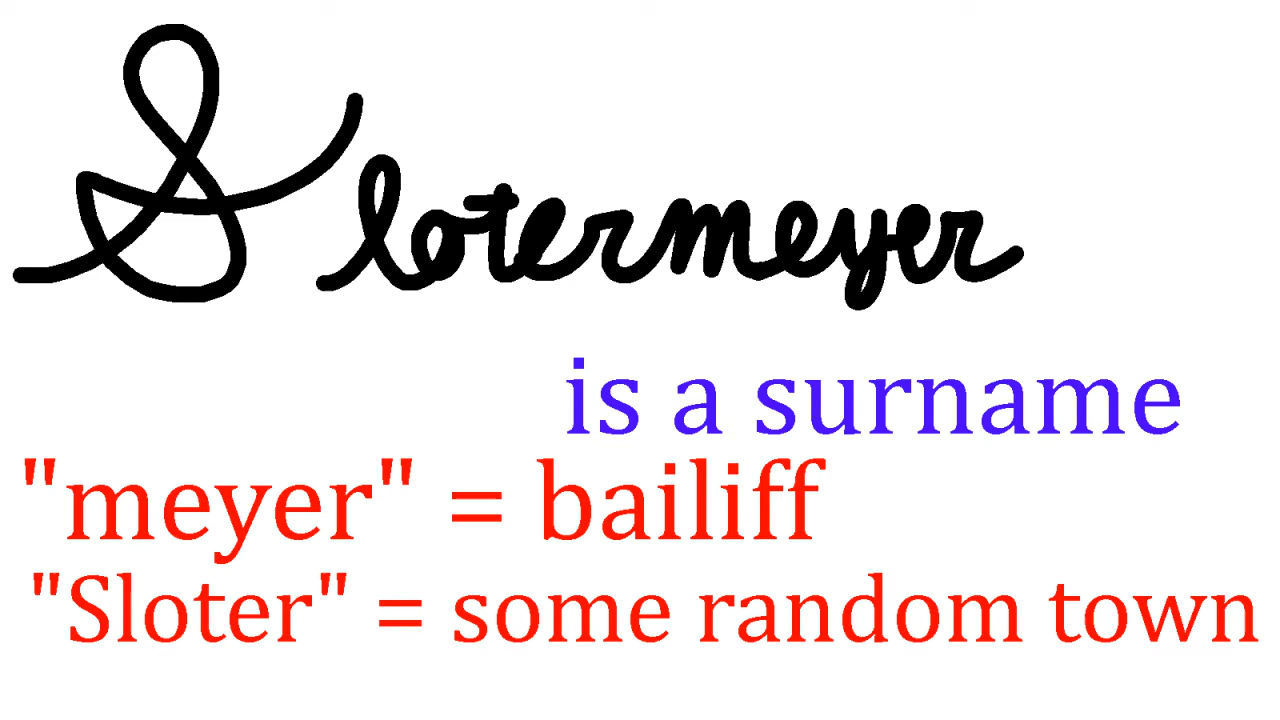 Slotermeyer
is a surname
"meyer" = bailiff
"Sloter" = some random town